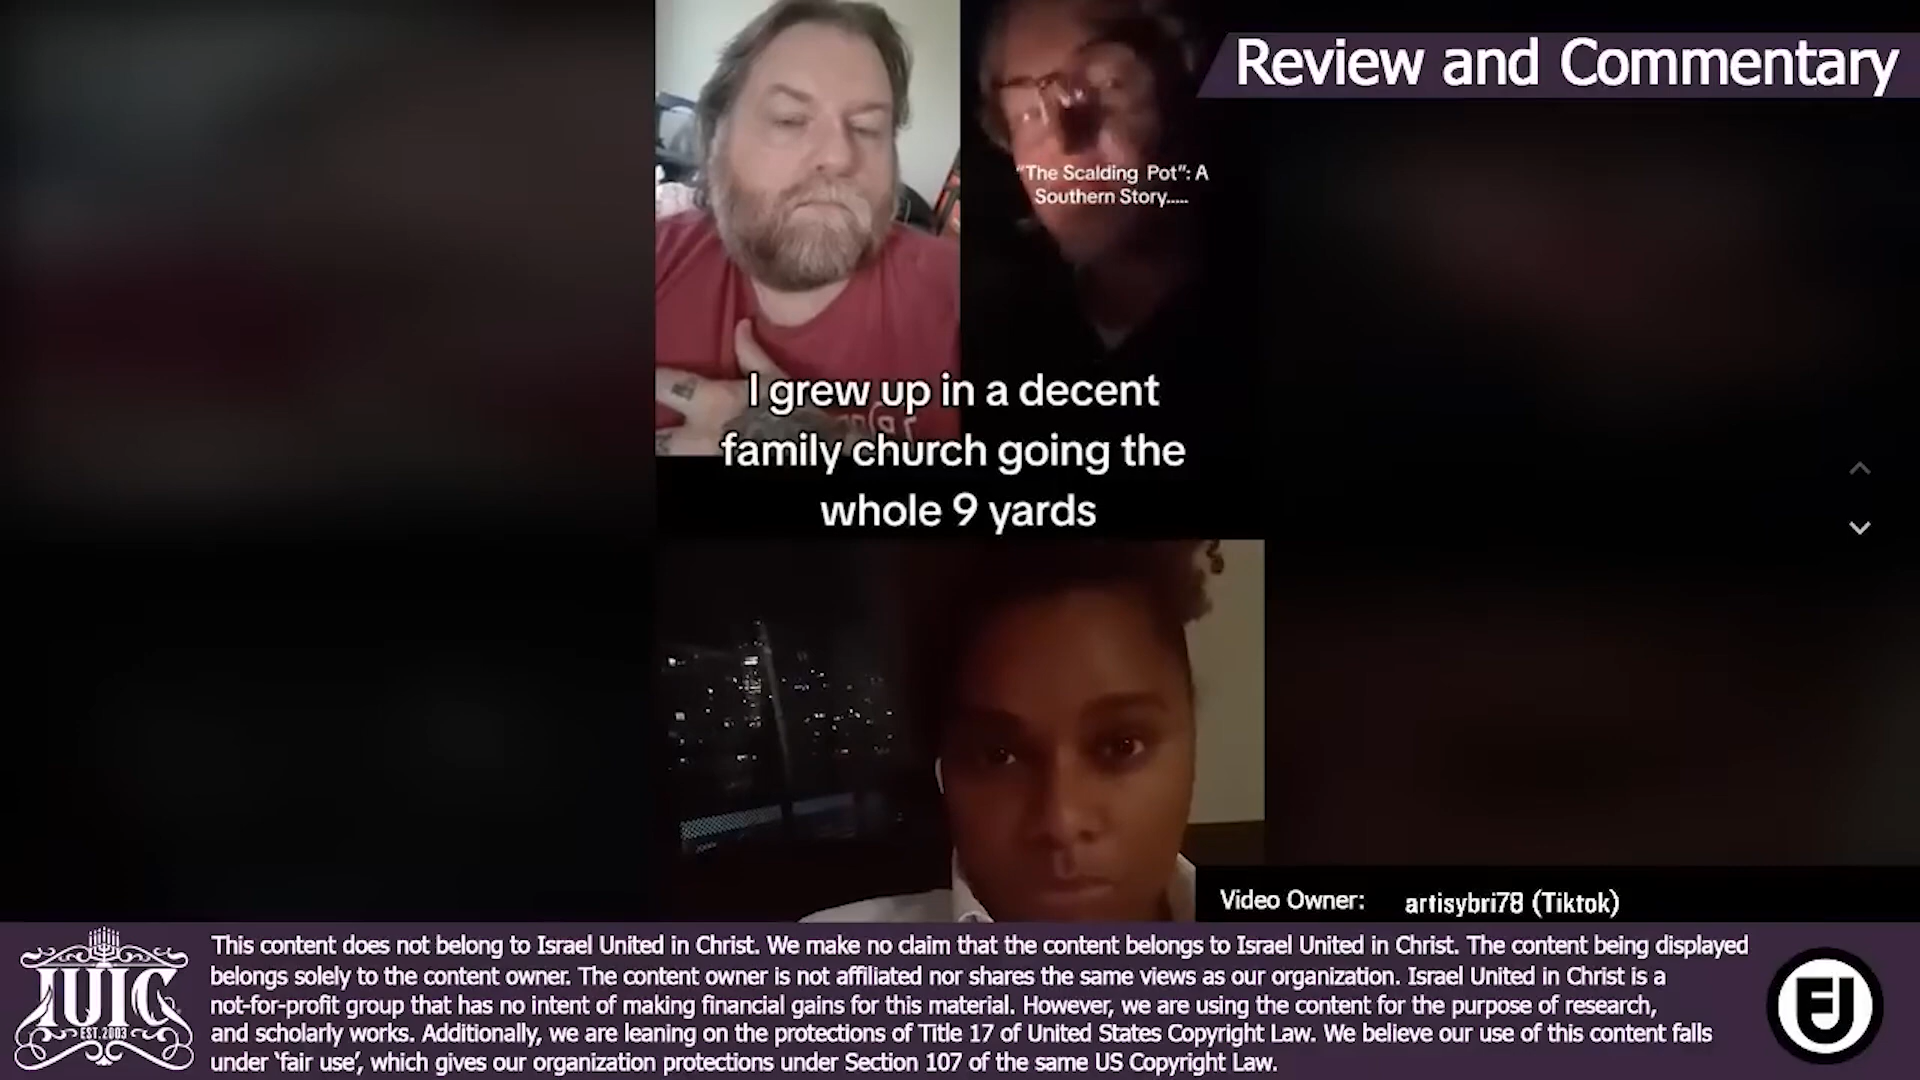 Review and Commentary
"The Scalding Pot": A
Southern Story.....
I grew up in a decent
family church going the
whole 9 yards
Video Owner: artisybri78 (Tiktok)
IUIC
EST. 2003
This content does not belong to Israel United in Christ. We make no claim that the content belongs to Israel United in Christ. The content being displayed
belongs solely to the content owner. The content owner is not affiliated nor shares the same views as our organization. Israel United in Christ is a
not-for-profit group that has no intent of making financial gains for this material. However, we are using the content for the purpose of research,
and scholarly works. Additionally, we are leaning on the protections of Title 17 of United States Copyright Law. We believe our use of this content falls
under 'fair use', which gives our organization protections under Section 107 of the same US Copyright Law.